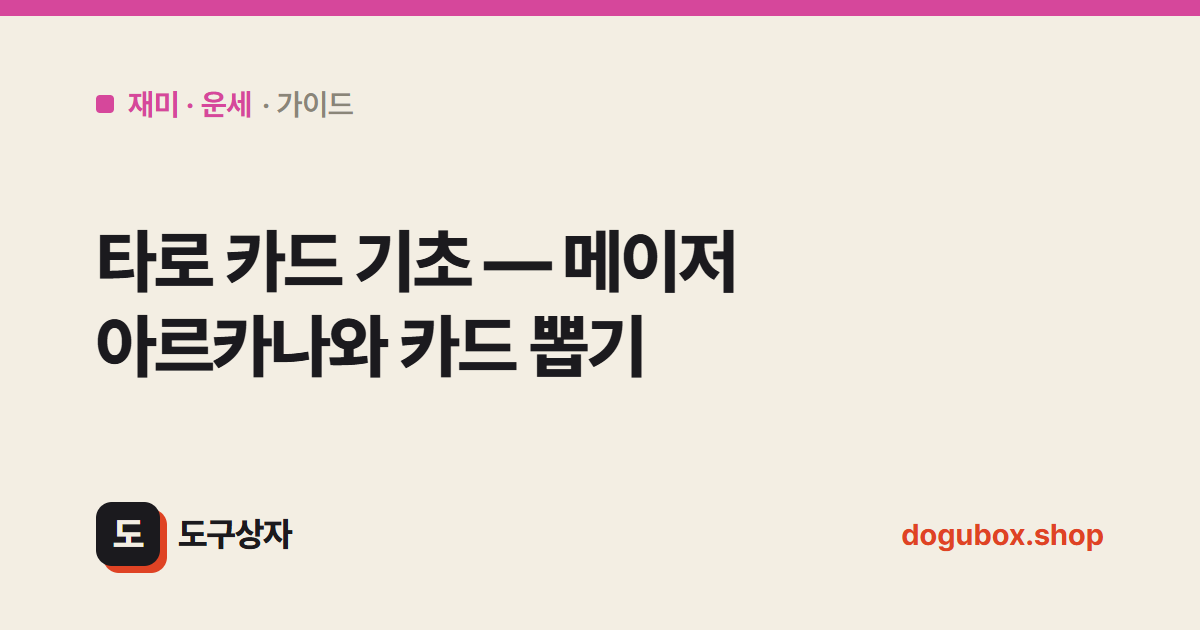 재미 · 운세 · 가이드
타로 카드 기초 — 메이저
아르카나와 카드 뽑기
도 도구상자
dogubox.shop